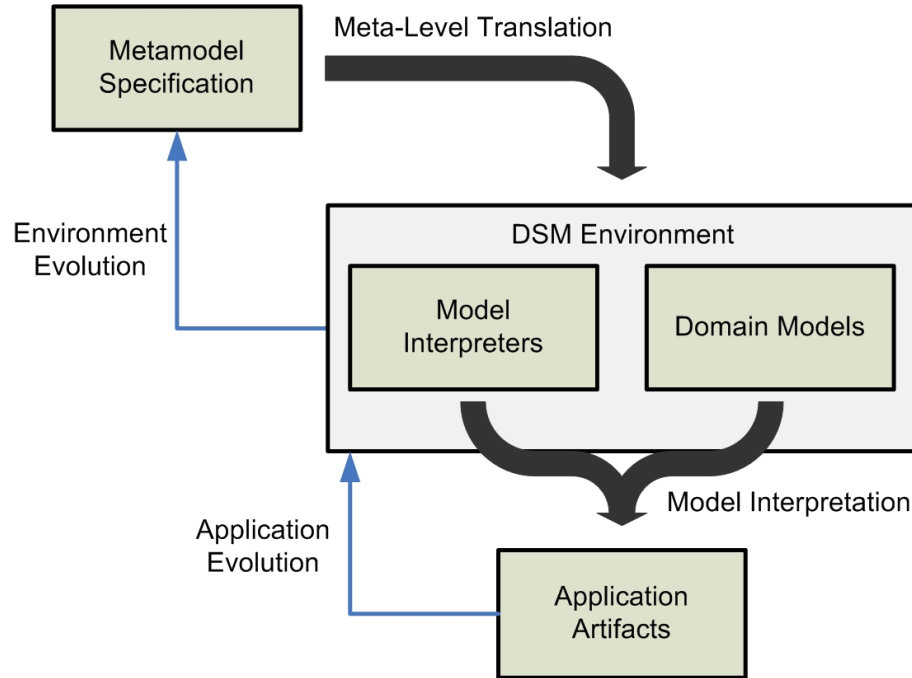 Metamodel
Specification
Meta-Level Translation
Environment
Evolution
DSM Environment
Model
Interpreters
Domain Models
Model Interpretation
Application
Evolution
Application
Artifacts